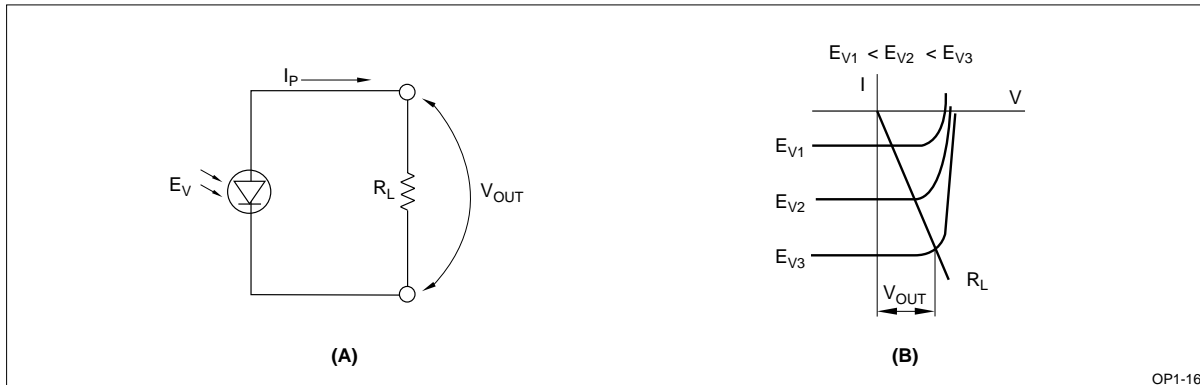 I_P
E_V
R_L
V_OUT
(A)
E_V1 < E_V2 < E_V3
I
V
E_V1
E_V2
E_V3
V_OUT
R_L
(B)
OP1-16